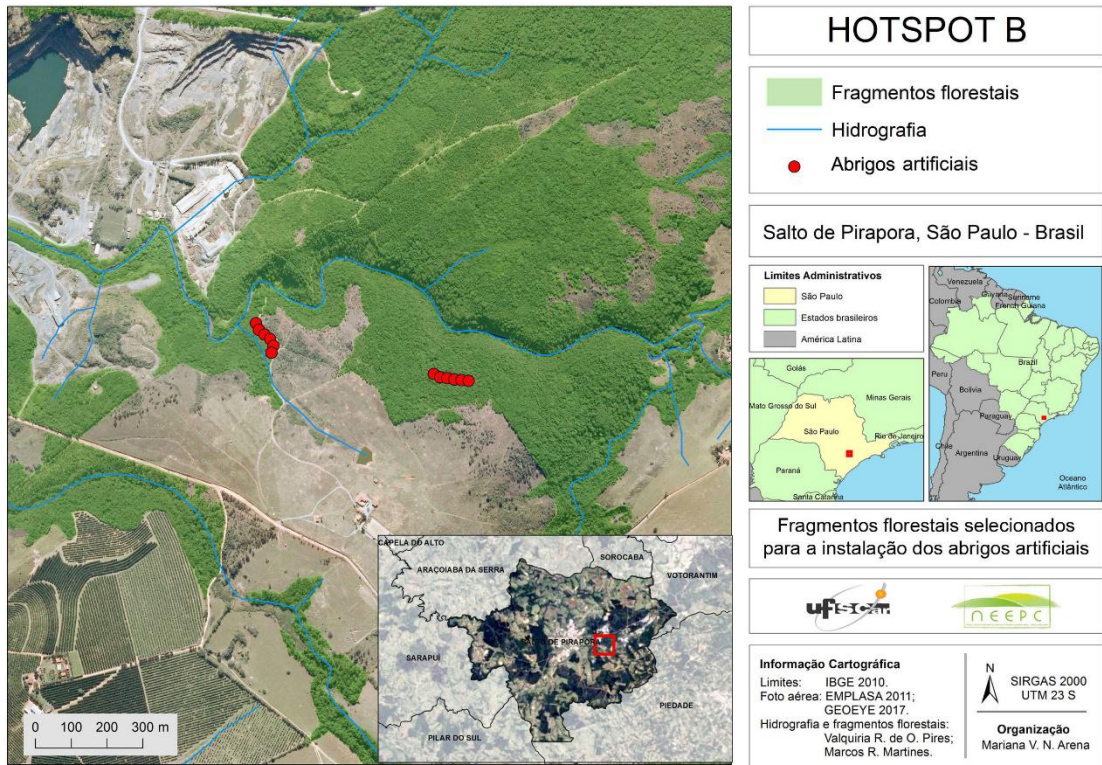 HOTSPOT B
Fragmentos florestais
Hidrografia
Abrigos artificiais
Salto de Pirapora, São Paulo - Brasil
Limites Administrativos
São Paulo
Estados brasileiros
América Latina
Goiás
Mato Grosso do Sul
Minas Gerais
São Paulo
Rio de Janeiro
Paraná
Santa Catarina
Venezuela
Guyana
Suriname
Colombia
French Guiana
Brazil
Peru
Bolivia
Paraguay
Chile
Argentina
Uruguay
Oceano
Atlântico
Fragmentos florestais selecionados
para a instalação dos abrigos artificiais
ufscar
NEEPC
Informação Cartográfica
Limites: IBGE 2010.
Foto aérea: EMPLASA 2011;
GEOEYE 2017.
Hidrografia e fragmentos florestais:
Valquiria R. de O. Pires;
Marcos R. Martines.
N
SIRGAS 2000
UTM 23 S
Organização
Mariana V. N. Arena
CAPELA DO ALTO
ARAÇOIABA DA SERRA
SOROCABA
VOTORANTIM
SALTO DE PIRAPORA
SARAPUÍ
PIEDADE
PILAR DO SUL
0 100 200 300 m